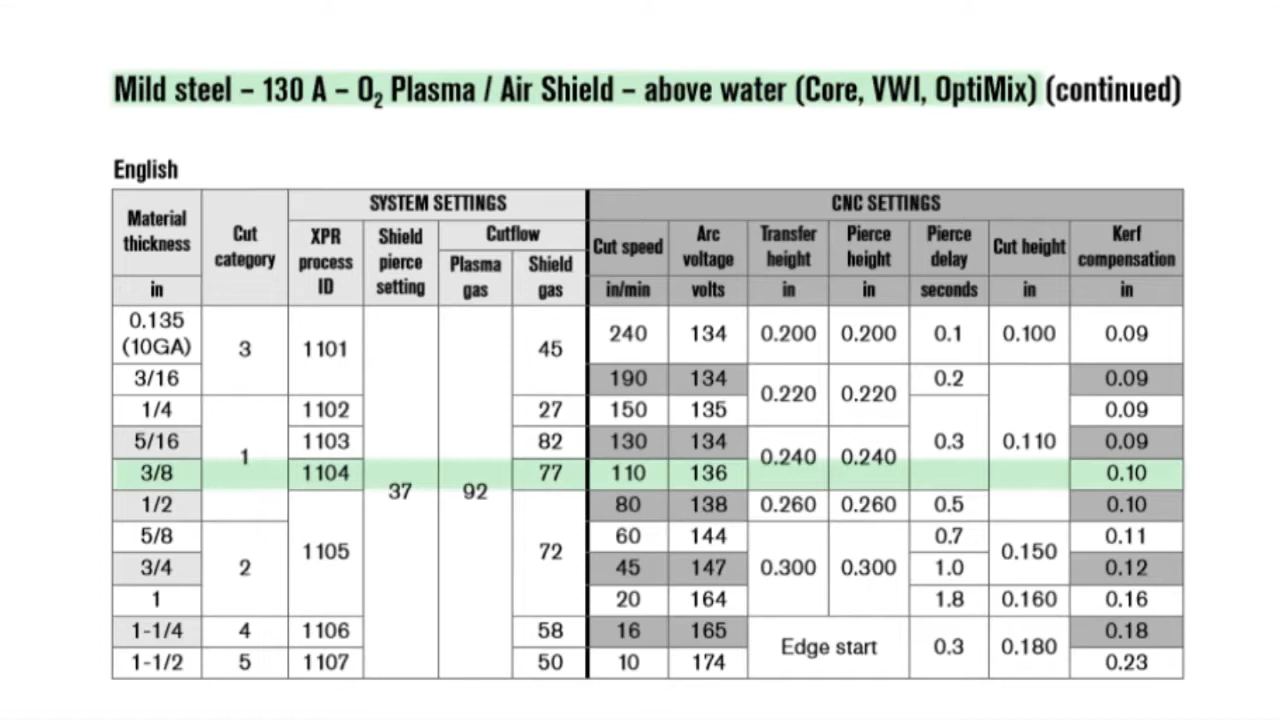 Mild steel – 130 A – O₂ Plasma / Air Shield – above water (Core, VWI, OptiMix) (continued)
English
Material thickness Cut category SYSTEM SETTINGS CNC SETTINGS
XPR process ID Shield pierce setting Cutflow Cut speed Arc voltage Transfer height Pierce height Pierce delay Cut height Kerf compensation
Plasma gas Shield gas
in in/min volts in in seconds in in
0.135 (10GA) 3 1101 37 92 45 240 134 0.200 0.200 0.1 0.100 0.09
3/16 190 134 0.220 0.220 0.2 0.110 0.09
1/4 1 1102 27 150 135 0.3 0.09
5/16 1103 82 130 134 0.240 0.240 0.09
3/8 1104 77 110 136 0.10
1/2 1105 72 80 138 0.260 0.260 0.5 0.10
5/8 2 60 144 0.300 0.300 0.7 0.150 0.11
3/4 45 147 1.0 0.12
1 20 164 1.8 0.160 0.16
1-1/4 4 1106 58 16 165 Edge start 0.3 0.180 0.18
1-1/2 5 1107 50 10 174 0.23